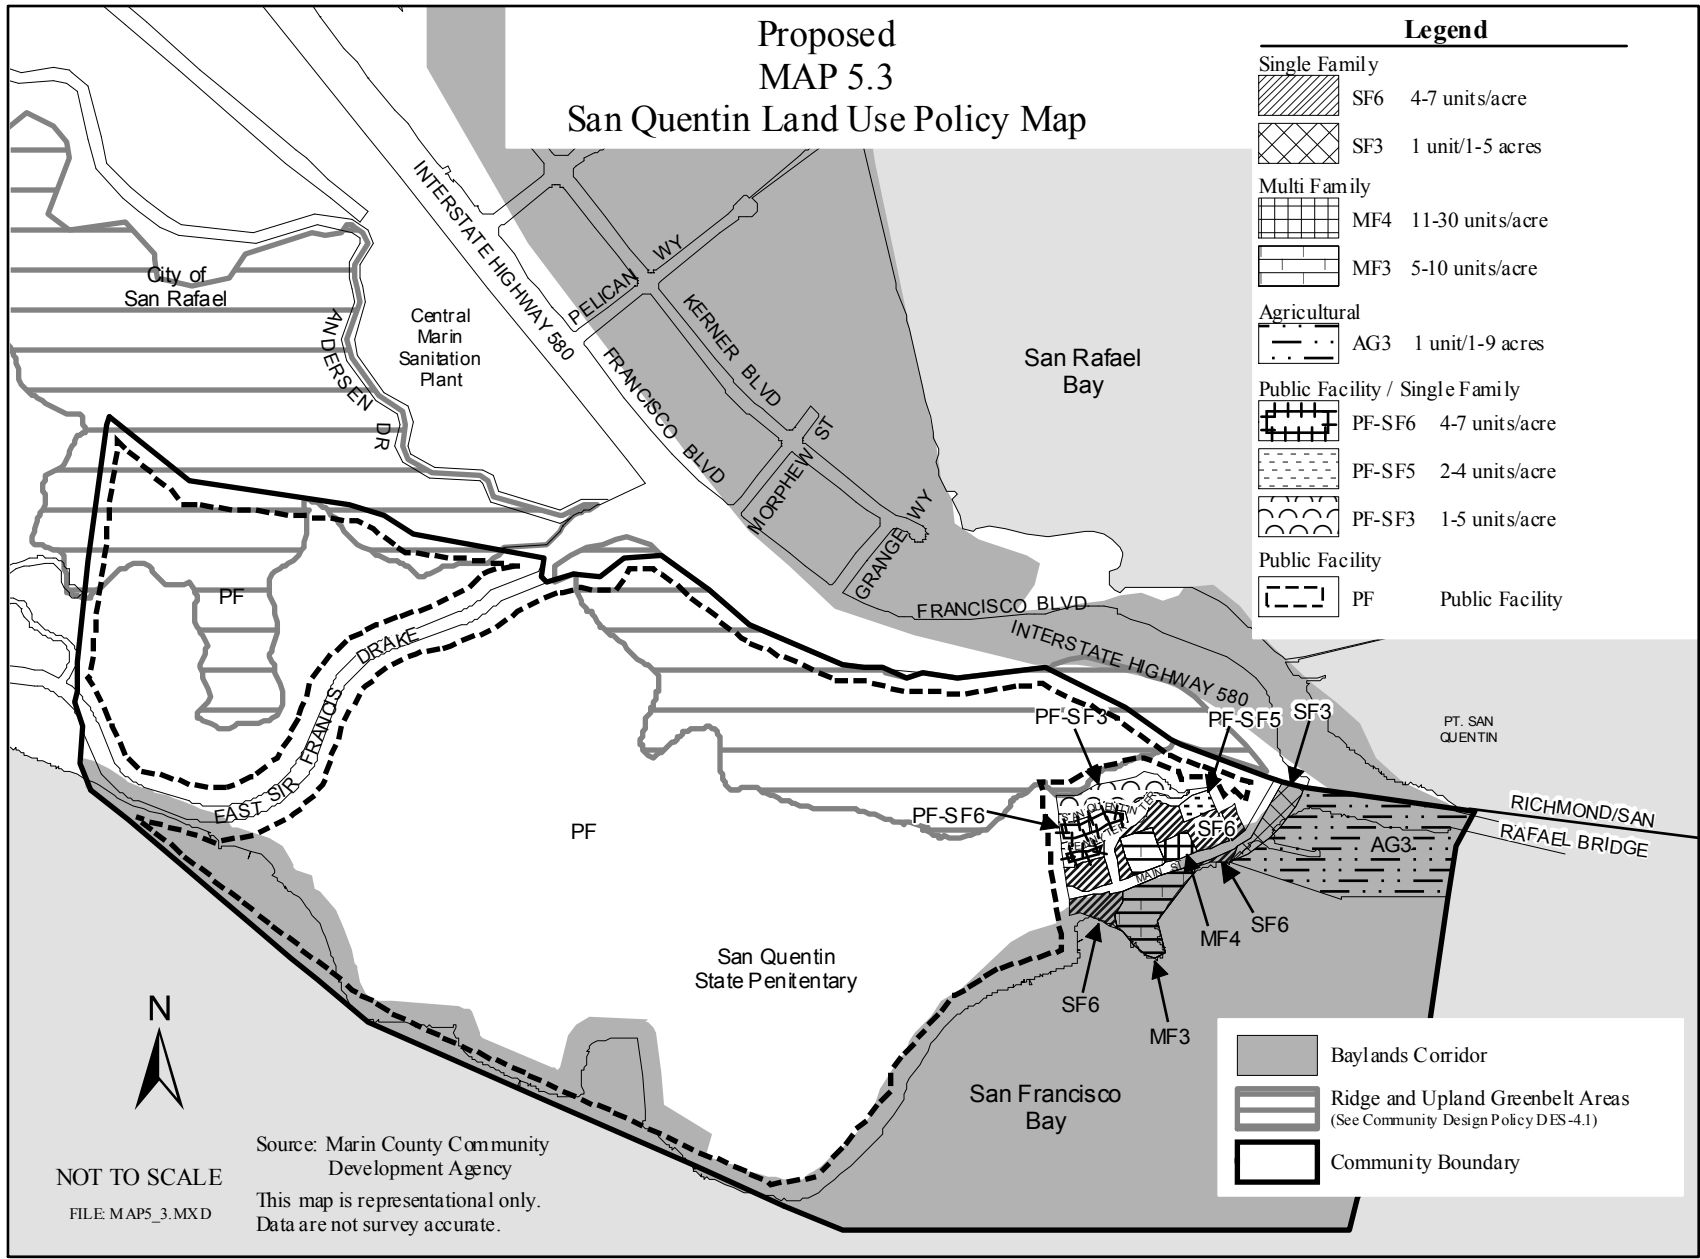 Proposed
MAP 5.3
San Quentin Land Use Policy Map
Legend
Single Family
SF6 4-7 units/acre
SF3 1 unit/1-5 acres
Multi Family
MF4 11-30 units/acre
MF3 5-10 units/acre
Agricultural
AG3 1 unit/1-9 acres
Public Facility / Single Family
PF-SF6 4-7 units/acre
PF-SF5 2-4 units/acre
PF-SF3 1-5 units/acre
Public Facility
PF Public Facility
City of
San Rafael
ANDERSEN DR
Central
Marin
Sanitation
Plant
INTERSTATE HIGHWAY 580
PELICAN WY
KERNER BLVD
FRANCISCO BLVD
MORPHEW ST
GRANGE WY
San Rafael
Bay
FRANCISCO BLVD
INTERSTATE HIGHWAY 580
PF
EAST SIR FRANCIS DRAKE
PF
PF-SF3
PF-SF5
SF3
PT. SAN
QUENTIN
PF-SF6
SAN QUENTIN TER
SF6
MAIN ST
AG3
RICHMOND/SAN
RAFAEL BRIDGE
SF6
MF4
SF6
MF3
San Quentin
State Penitentary
San Francisco
Bay
N
NOT TO SCALE
FILE: MAP5_3.MXD
Source: Marin County Community
Development Agency
This map is representational only.
Data are not survey accurate.
Baylands Corridor
Ridge and Upland Greenbelt Areas
(See Community Design Policy DES-4.1)
Community Boundary